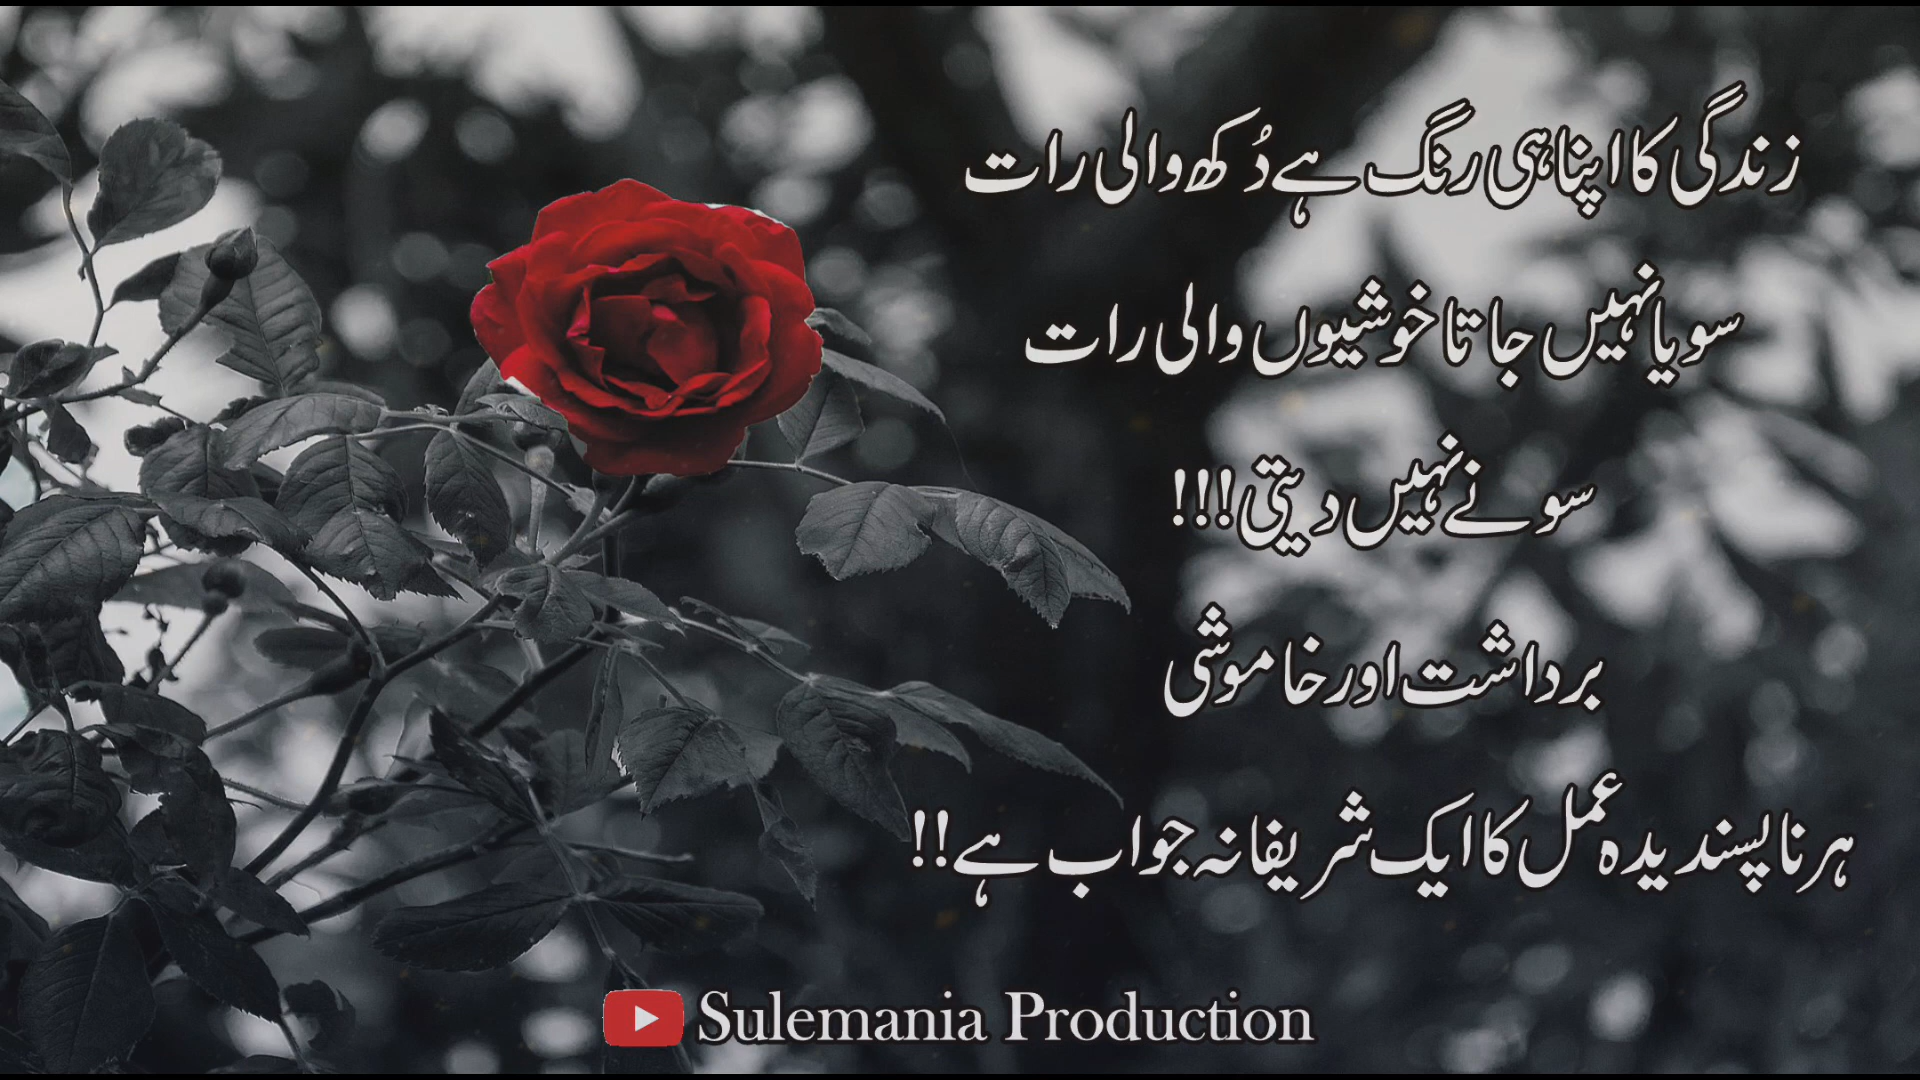 زندگی کا اپنا ہی رنگ ہے دُکھ والی رات
سویا نہیں جاتا خوشیوں والی رات
سونے نہیں دیتی!!!
برداشت اور خاموشی
ہر ناپسندیدہ عمل کا ایک شریفانہ جواب ہے!!
Sulemania Production